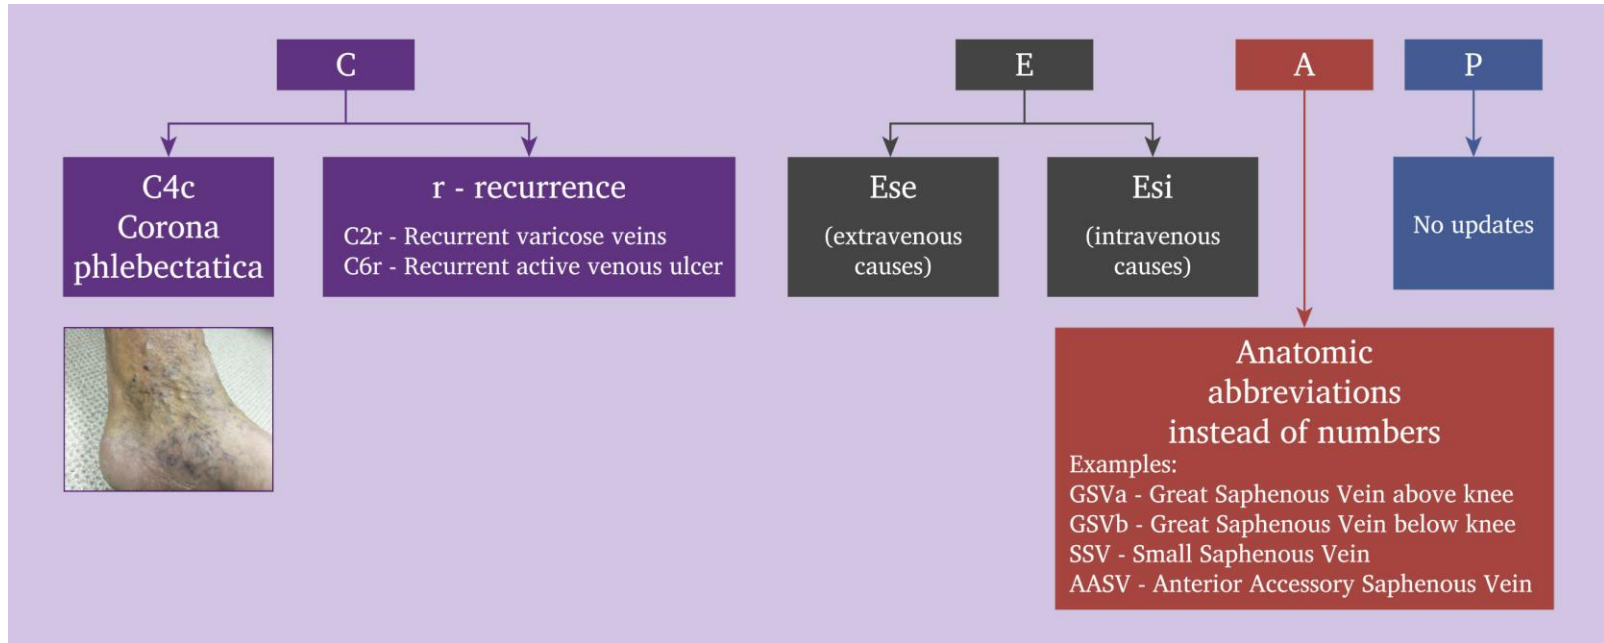 C
E
A
P
C4c
Corona
phlebectatica
r - recurrence
C2r - Recurrent varicose veins
C6r - Recurrent active venous ulcer
Ese
(extravenous
causes)
Esi
(intravenous
causes)
No updates
Anatomic
abbreviations
instead of numbers
Examples:
GSVa - Great Saphenous Vein above knee
GSVb - Great Saphenous Vein below knee
SSV - Small Saphenous Vein
AASV - Anterior Accessory Saphenous Vein